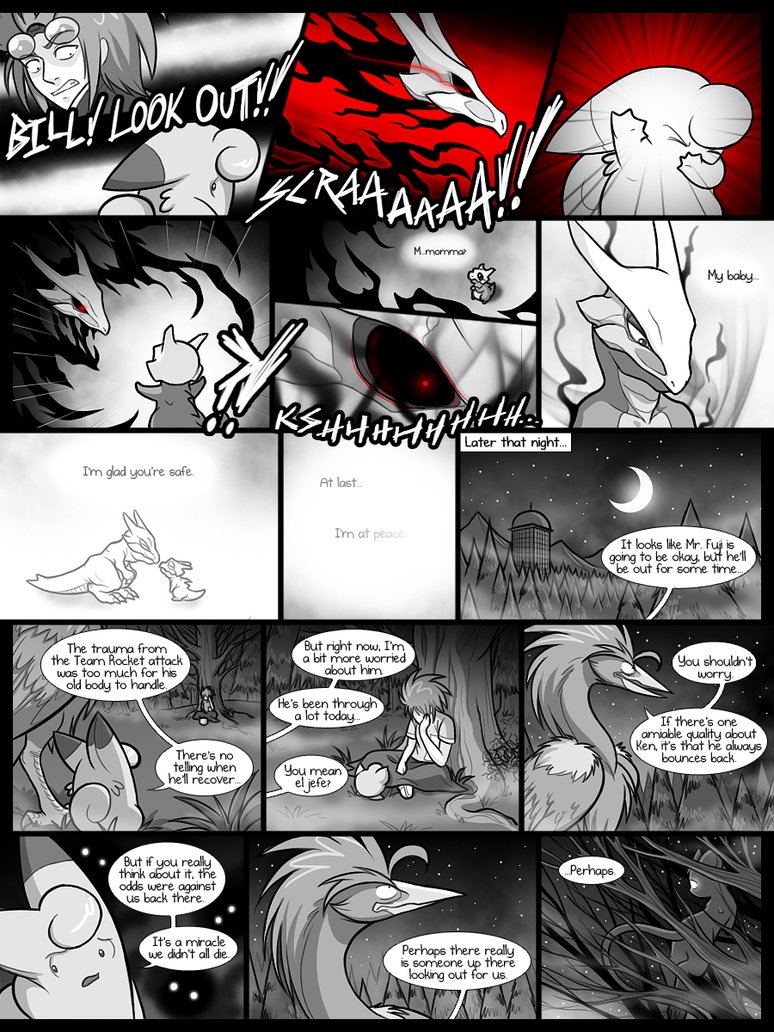 BILL! LOOK OUT!!
SCRAAAAAAA!!
M...momma?
My baby...
KSHHHHHHHH...
I'm glad you're safe.
At last...
I'm at peace.
Later that night...
It looks like Mr. Fuji is
going to be okay, but he'll
be out for some time...
The trauma from
the Team Rocket attack
was too much for his
old body to handle.
There's no
telling when
he'll recover...
But right now, I'm
a bit more worried
about him.
He's been through
a lot today...
You mean
el jefe?
You shouldn't
worry.
If there's one
amiable quality about
Ken, it's that he always
bounces back.
But if you really
think about it, the
odds were against
us back there.
It's a miracle
we didn't all die.
Perhaps there really
is someone up there
looking out for us.
...Perhaps.